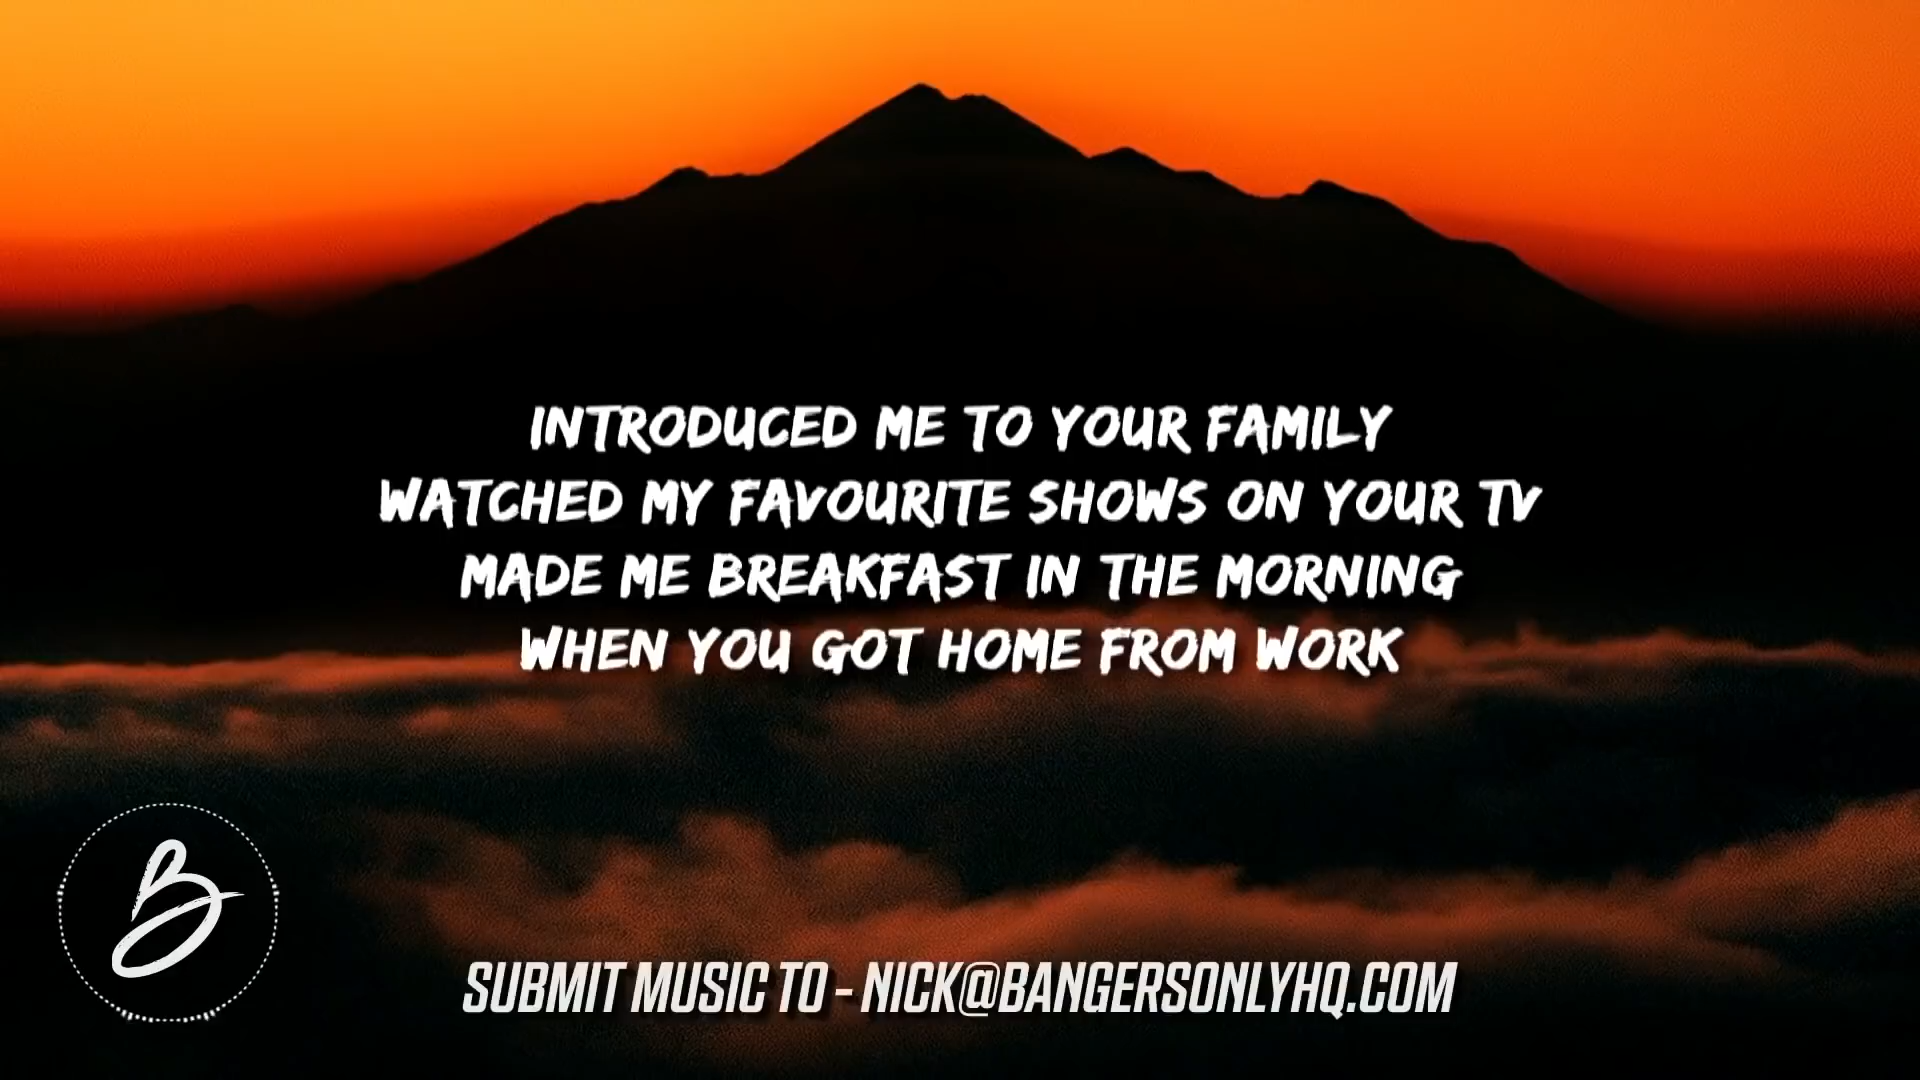 INTRODUCED ME TO YOUR FAMILY
WATCHED MY FAVOURITE SHOWS ON YOUR TV
MADE ME BREAKFAST IN THE MORNING
WHEN YOU GOT HOME FROM WORK
B
SUBMIT MUSIC TO - NICK@BANGERSONLYHQ.COM